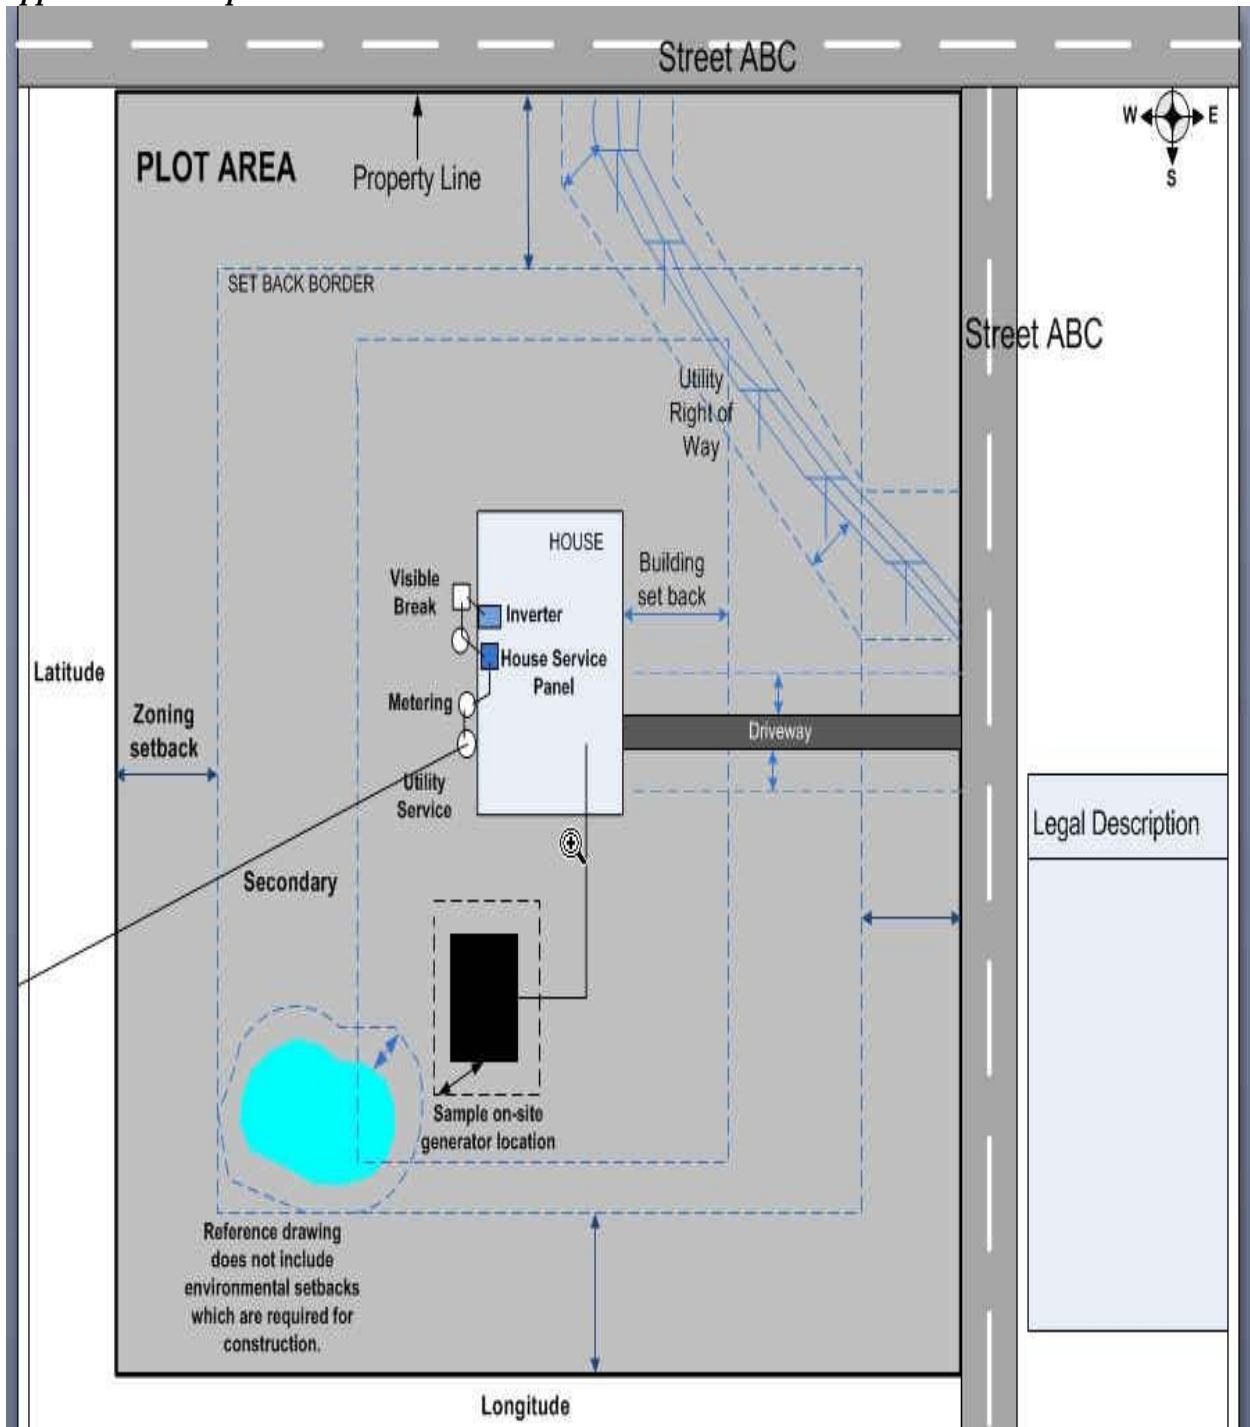 Street ABC
W E
S
PLOT AREA
Property Line
SET BACK BORDER
Street ABC
Utility
Right of
Way
HOUSE
Building
set back
Visible
Break
Inverter
House Service
Panel
Latitude
Metering
Zoning
setback
Driveway
Utility
Service
Legal Description
Secondary
Sample on-site
generator location
Reference drawing
does not include
environmental setbacks
which are required for
construction.
Longitude